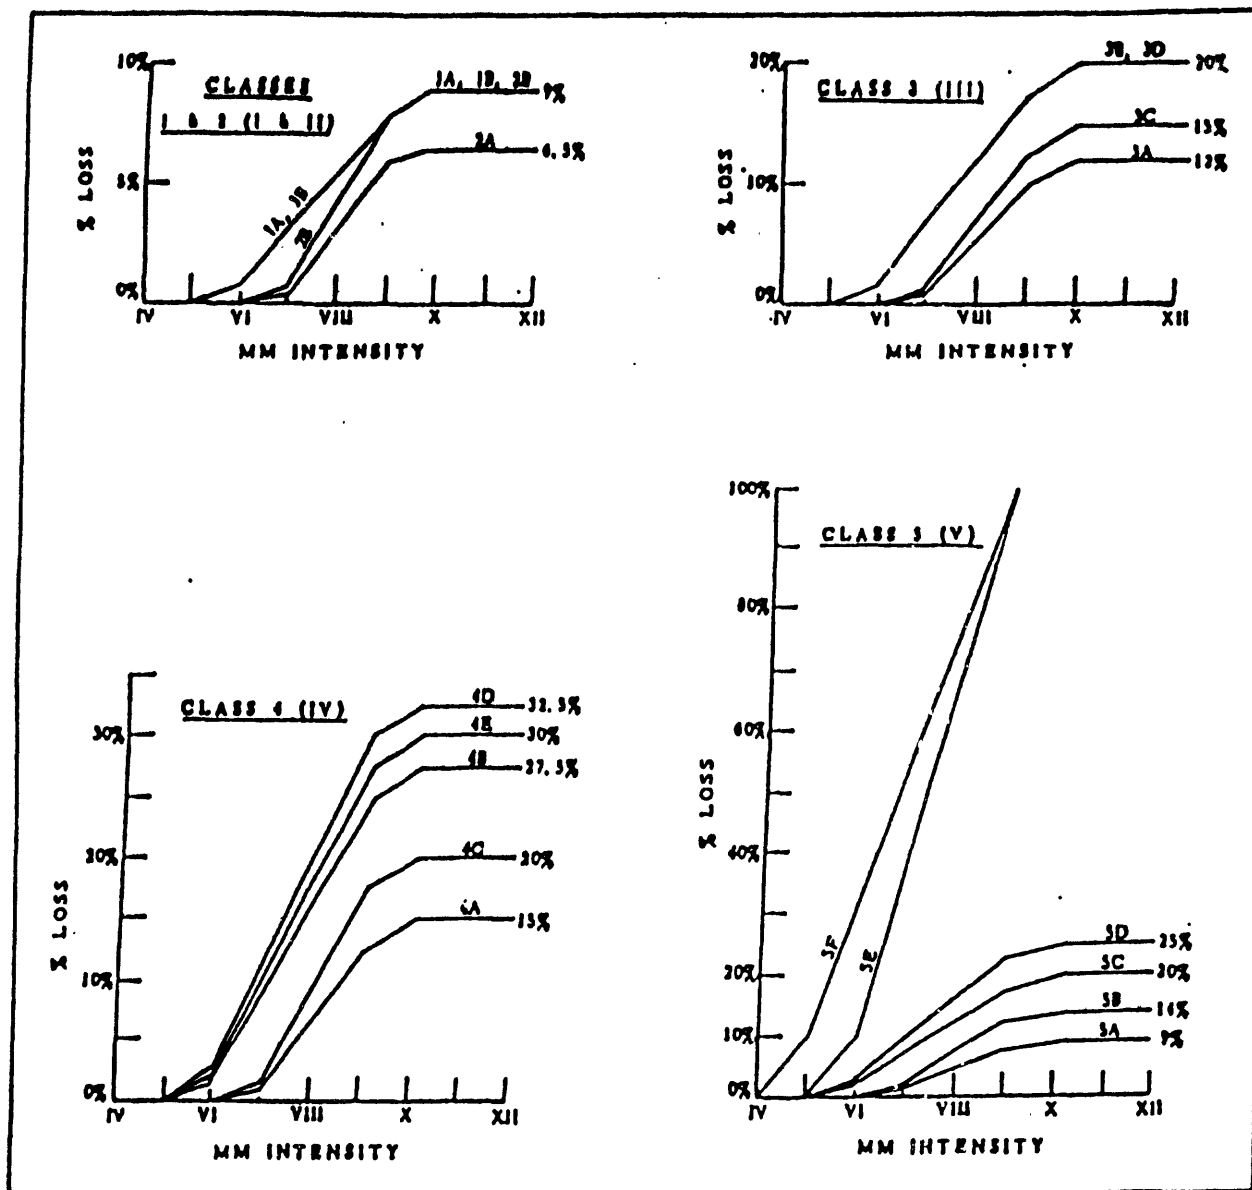 10%
CLASSES
1 & 2 (I & II)
1A, 1B, 3B
9%
2A
6.5%
5%
% LOSS
1A, 3B
2B
0%
IV VI VIII X XII
MM INTENSITY
20%
CLASS 3 (III)
3B, 3D
20%
3C
15%
3A
12%
10%
% LOSS
0%
IV VI VIII X XII
MM INTENSITY
CLASS 4 (IV)
4D
32.5%
30%
4E
30%
4B
27.5%
20%
4C
20%
4A
15%
% LOSS
10%
0%
IV VI VIII X XII
MM INTENSITY
100%
CLASS 5 (V)
80%
60%
% LOSS
40%
5F
5E
5D
25%
20%
5C
20%
5B
14%
10%
5A
9%
0%
IV VI VIII X XII
MM INTENSITY